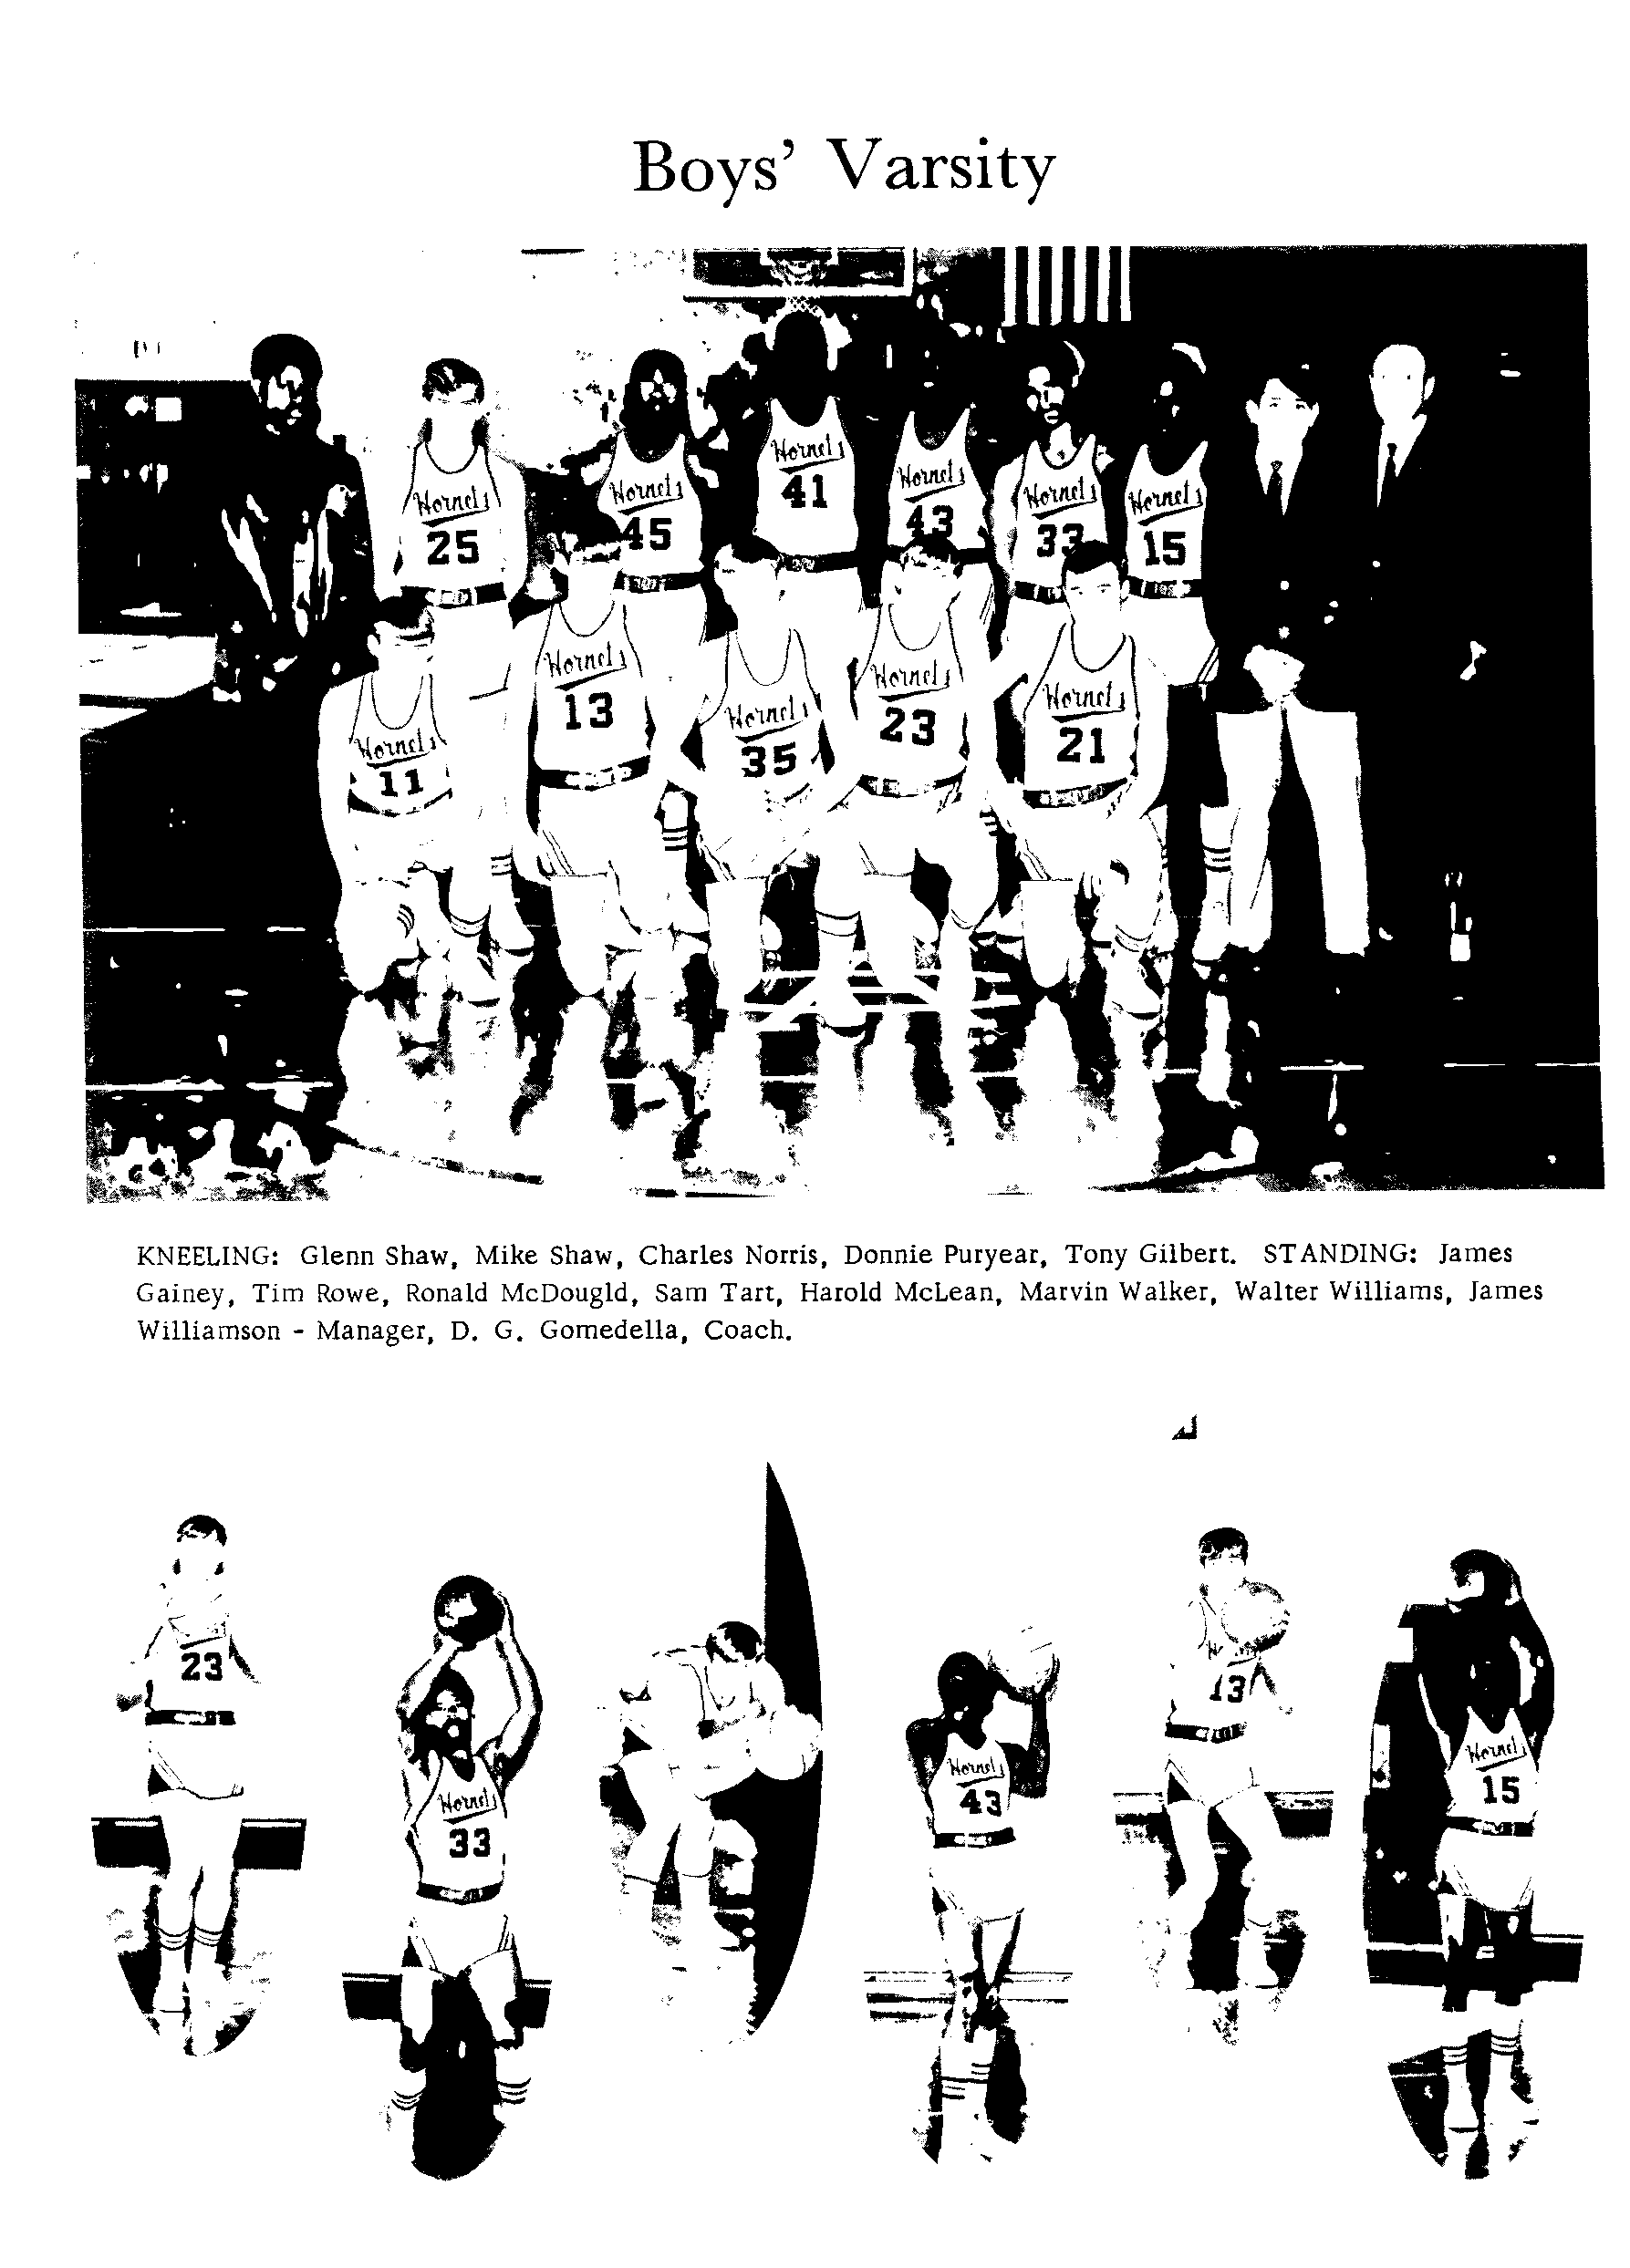 Boys' Varsity
Hornets
41
Hornets
43
Hornets
45
Hornets
33
Hornets
15
Hornets
25
Hornets
13
Hornets
23
Hornets
21
Hornets
35
Hornets
11
KNEELING: Glenn Shaw, Mike Shaw, Charles Norris, Donnie Puryear, Tony Gilbert. STANDING: James
Gainey, Tim Rowe, Ronald McDougld, Sam Tart, Harold McLean, Marvin Walker, Walter Williams, James
Williamson - Manager, D. G. Gomedella, Coach.
23
Hornets
33
Hornets
43
13
Hornets
15